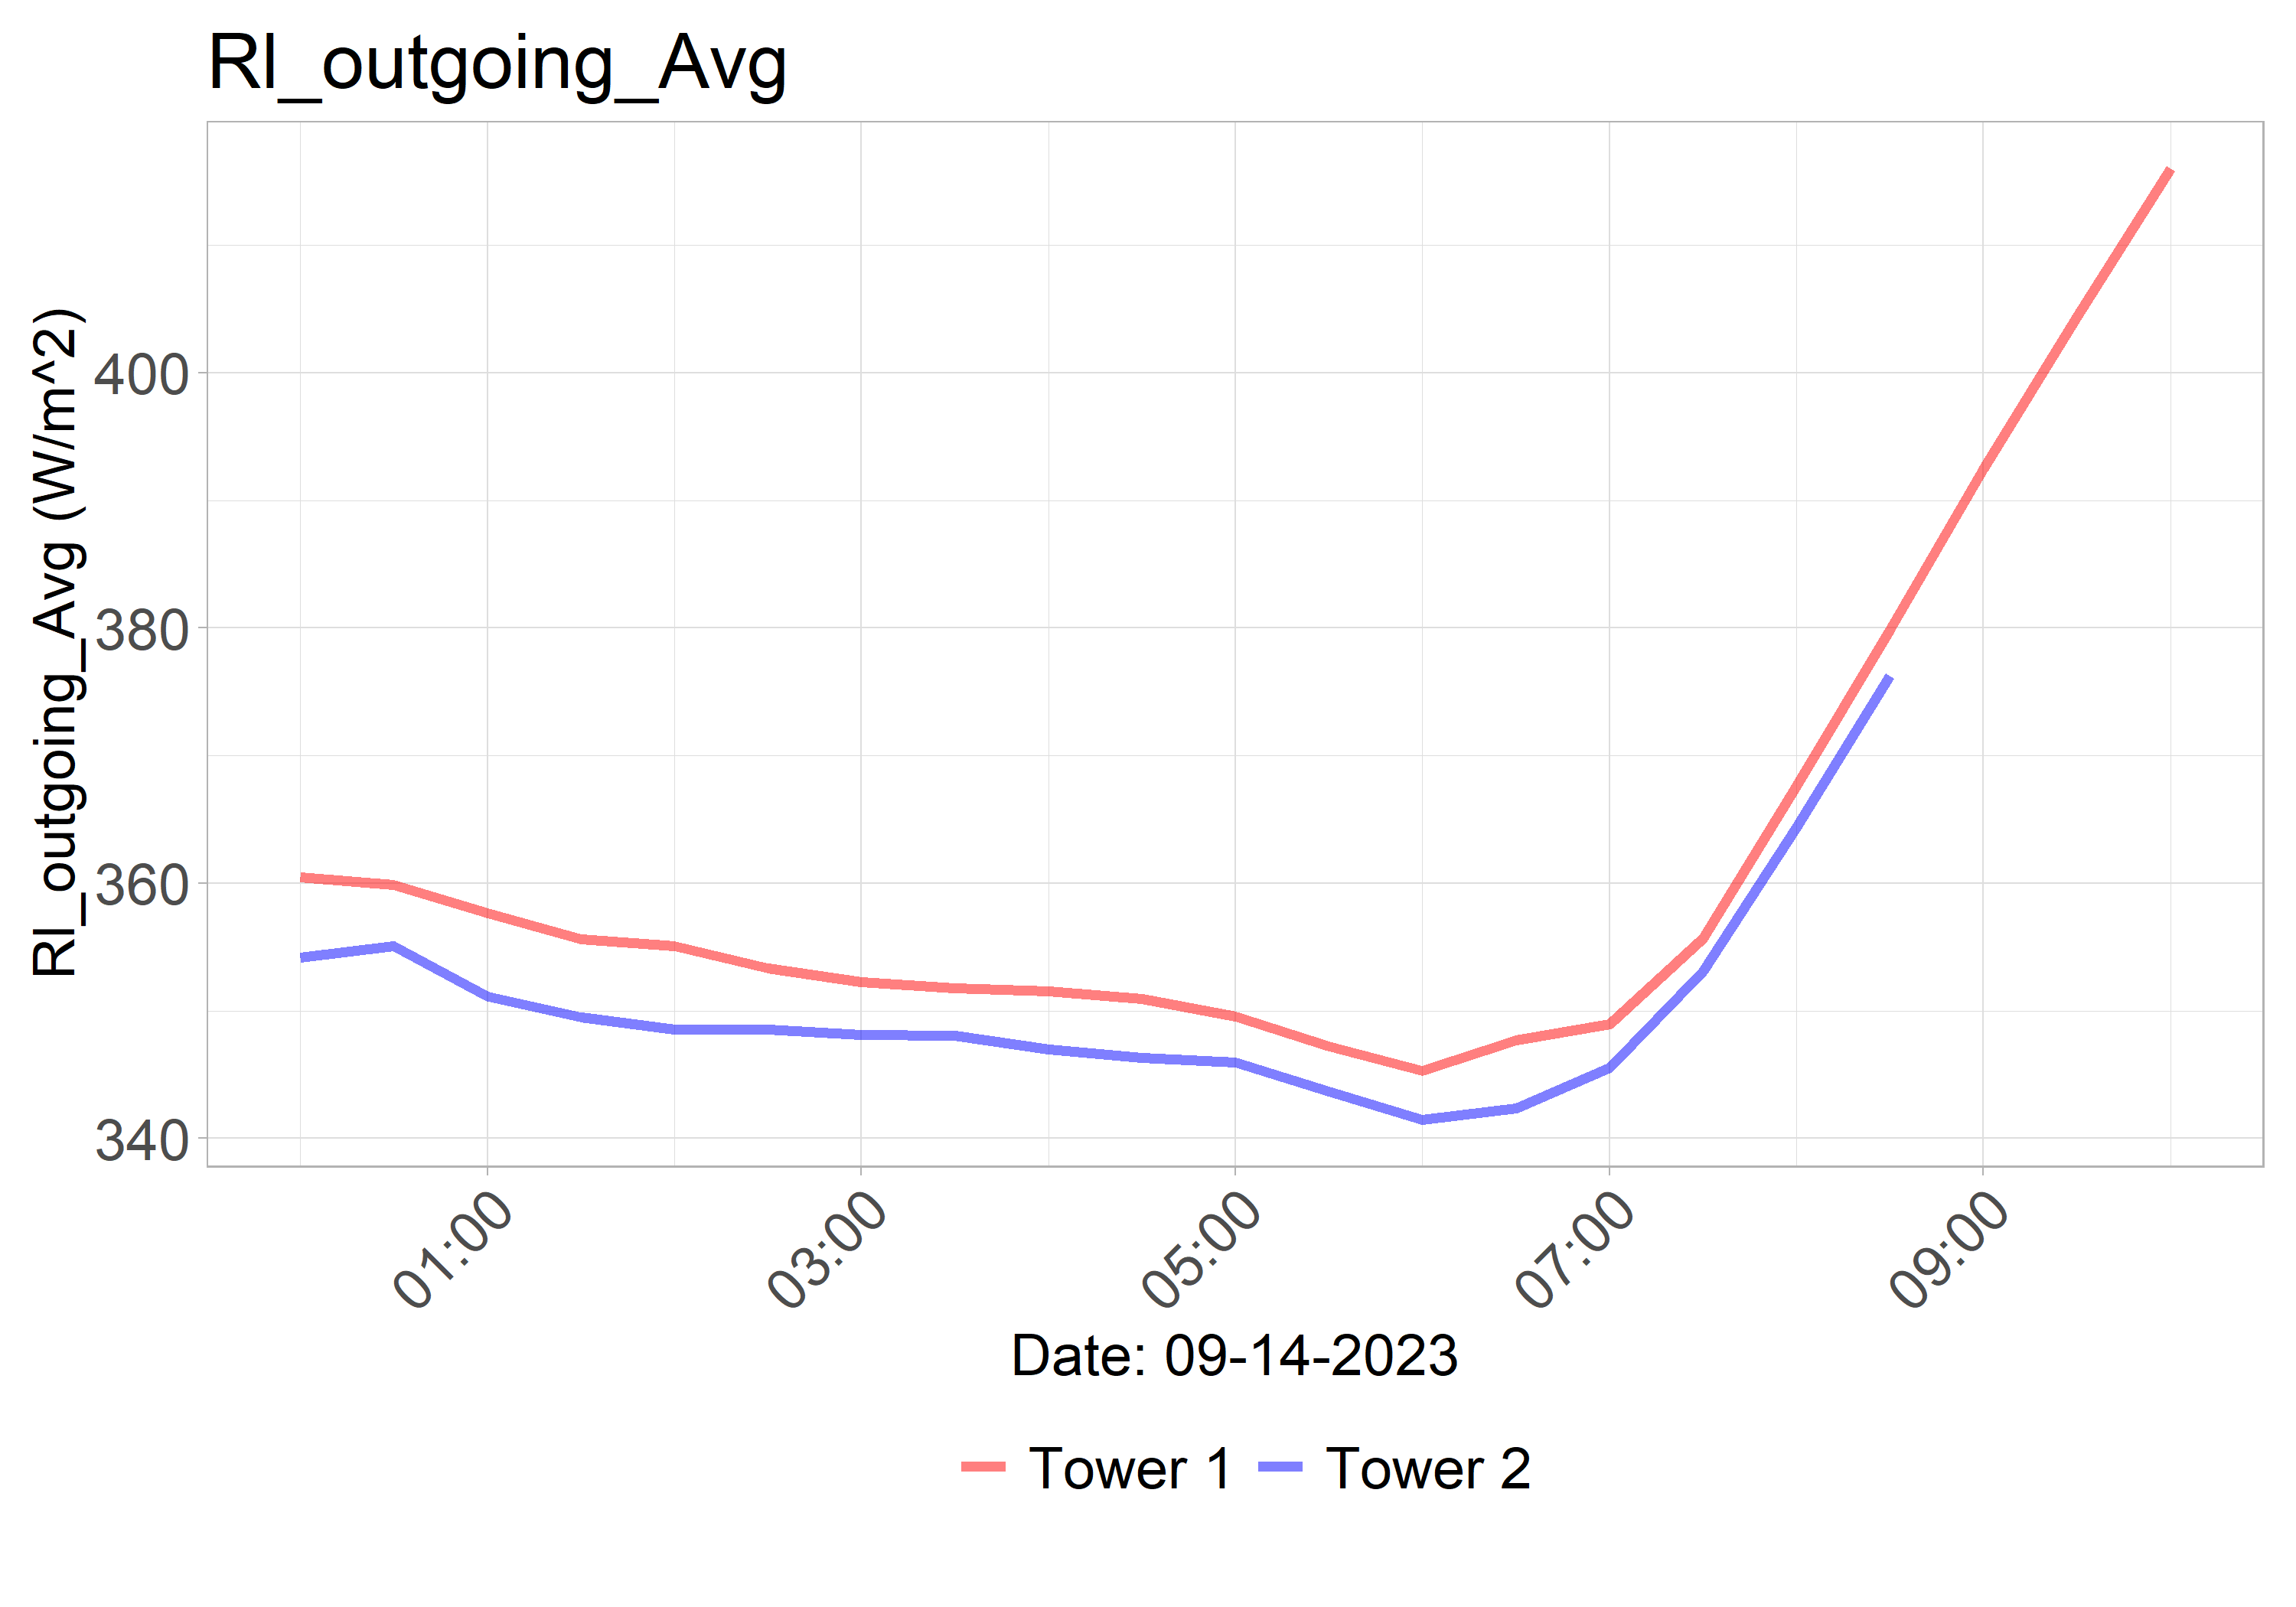 Rl_outgoing_Avg
Rl_outgoing_Avg (W/m^2)
400
380
360
340
01:00
03:00
05:00
07:00
09:00
Date: 09-14-2023
Tower 1
Tower 2